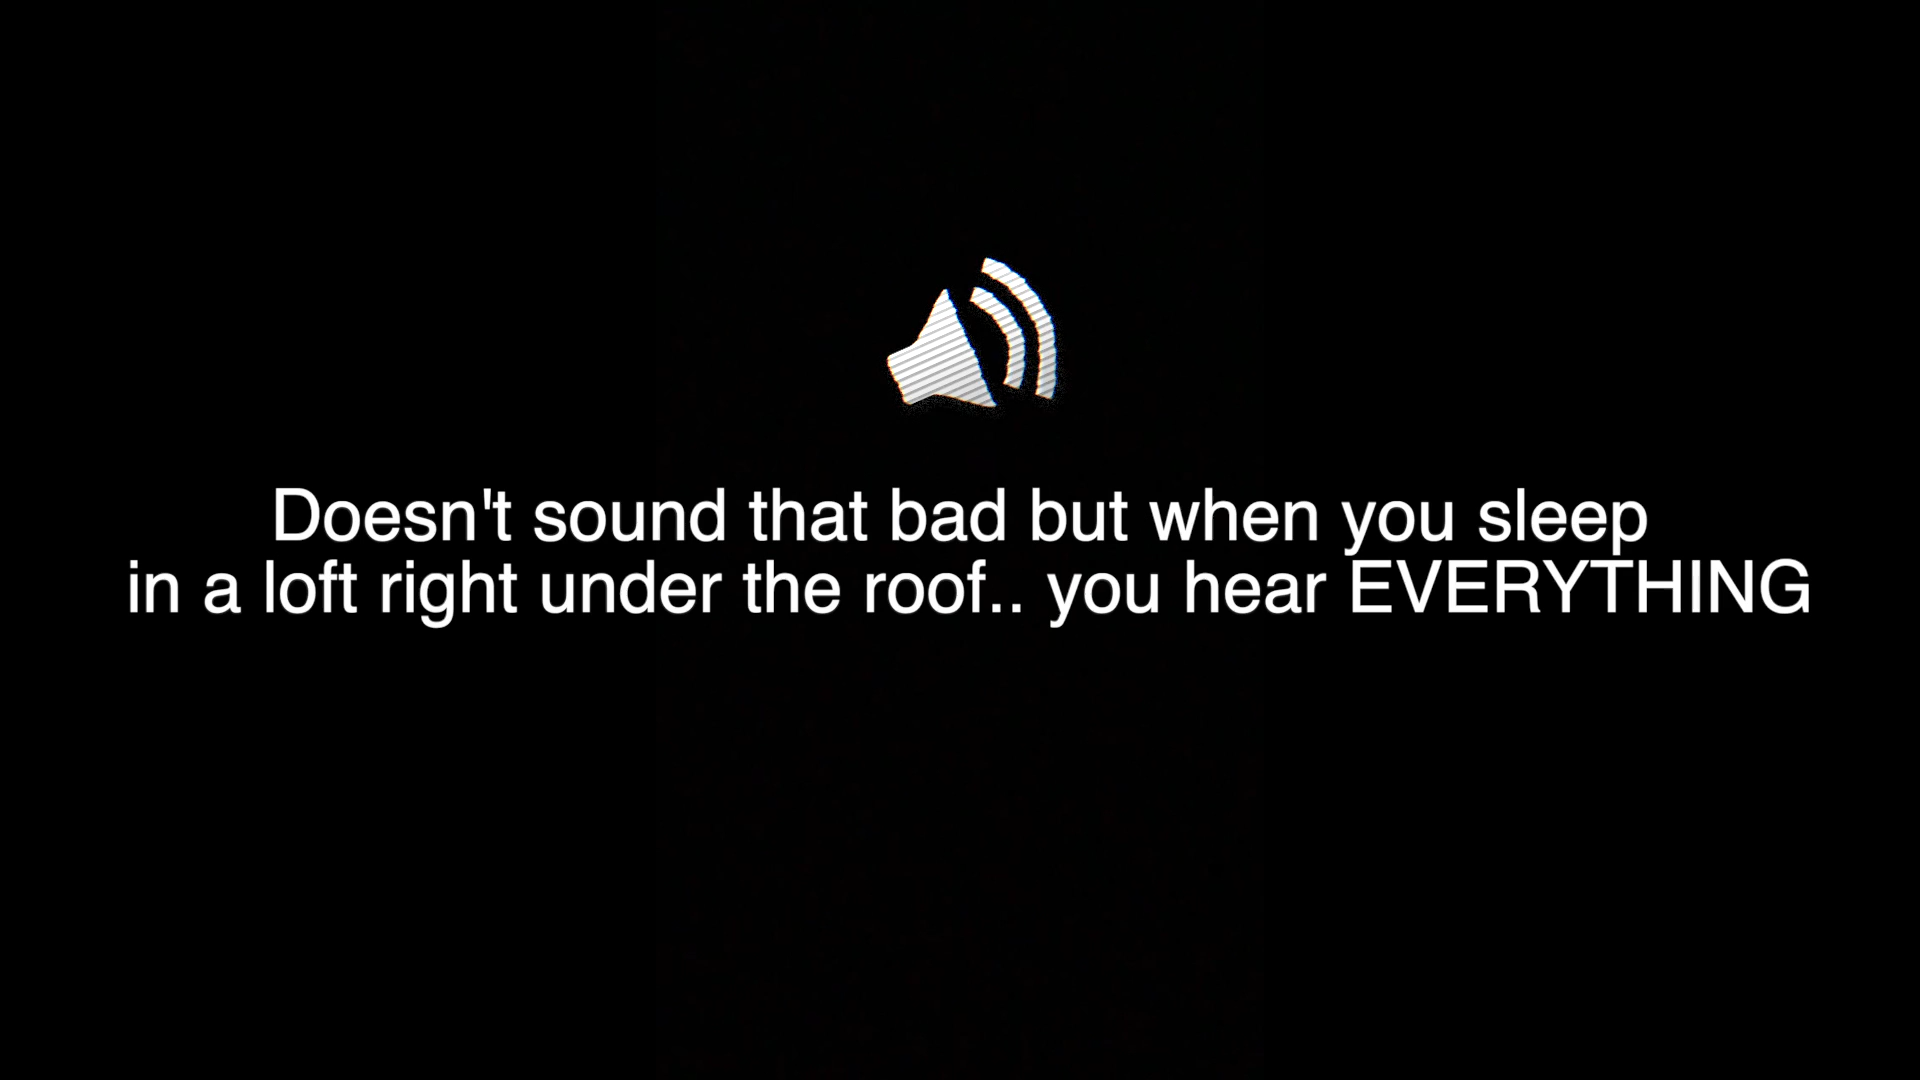 Doesn't sound that bad but when you sleep
in a loft right under the roof.. you hear EVERYTHING